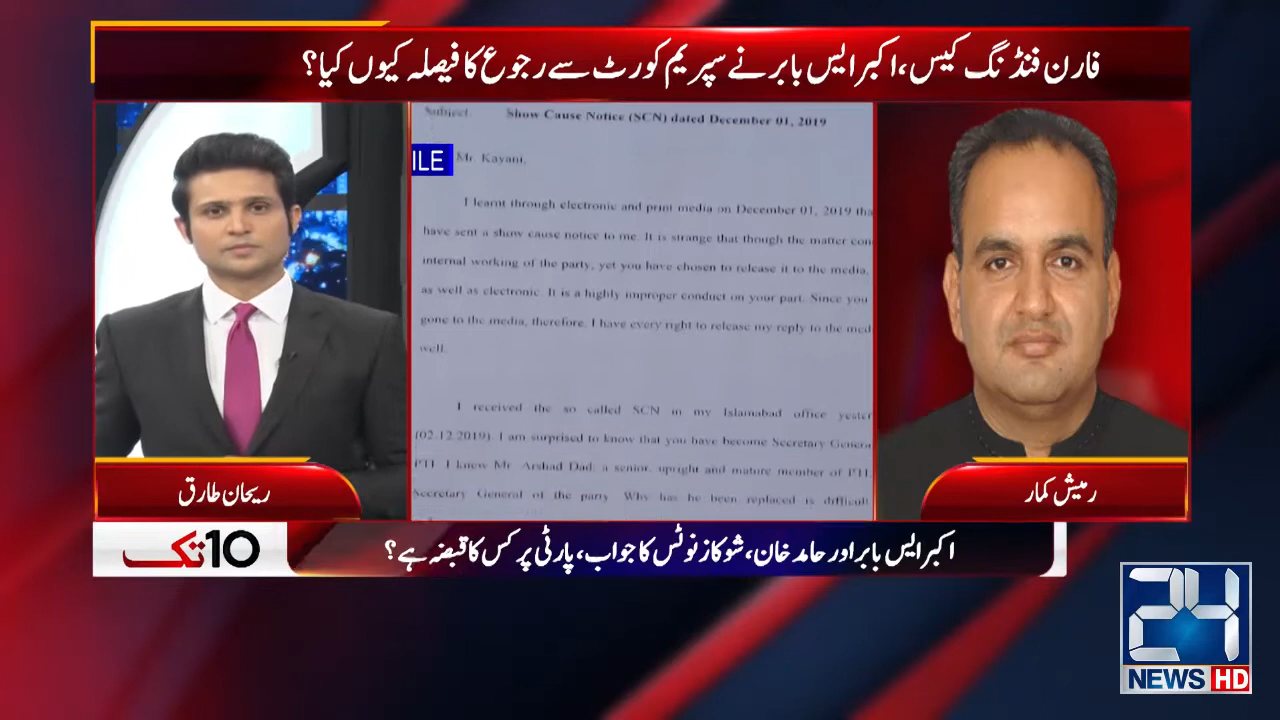 فارن فنڈنگ کیس، اکبر ایس بابر نے سپریم کورٹ سے رجوع کا فیصلہ کیوں کیا؟
Subject: Show Cause Notice (SCN) dated December 01, 2019
ILE
Mr. Kayani,
I learnt through electronic and print media on December 01, 2019 tha
have sent a show cause notice to me. It is strange that though the matter con
internal working of the party, yet you have chosen to release it to the media,
as well as electronic. It is a highly improper conduct on your part. Since you
gone to the media, therefore, I have every right to release my reply to the med
well.
I received the so called SCN in my Islamabad office yester
(02.12.2019). I am surprised to know that you have become Secretary Genera
PTI. I knew Mr. Arshad Dad, a senior, upright and mature member of PTI,
Secretary General of the party. Why has he been replaced is difficult
ریحان طارق
رمیش کمار
10 تک
اکبر ایس بابر اور حامد خان، شوکاز نوٹس کا جواب، پارٹی پر کس کا قبضہ ہے؟
24
NEWS HD